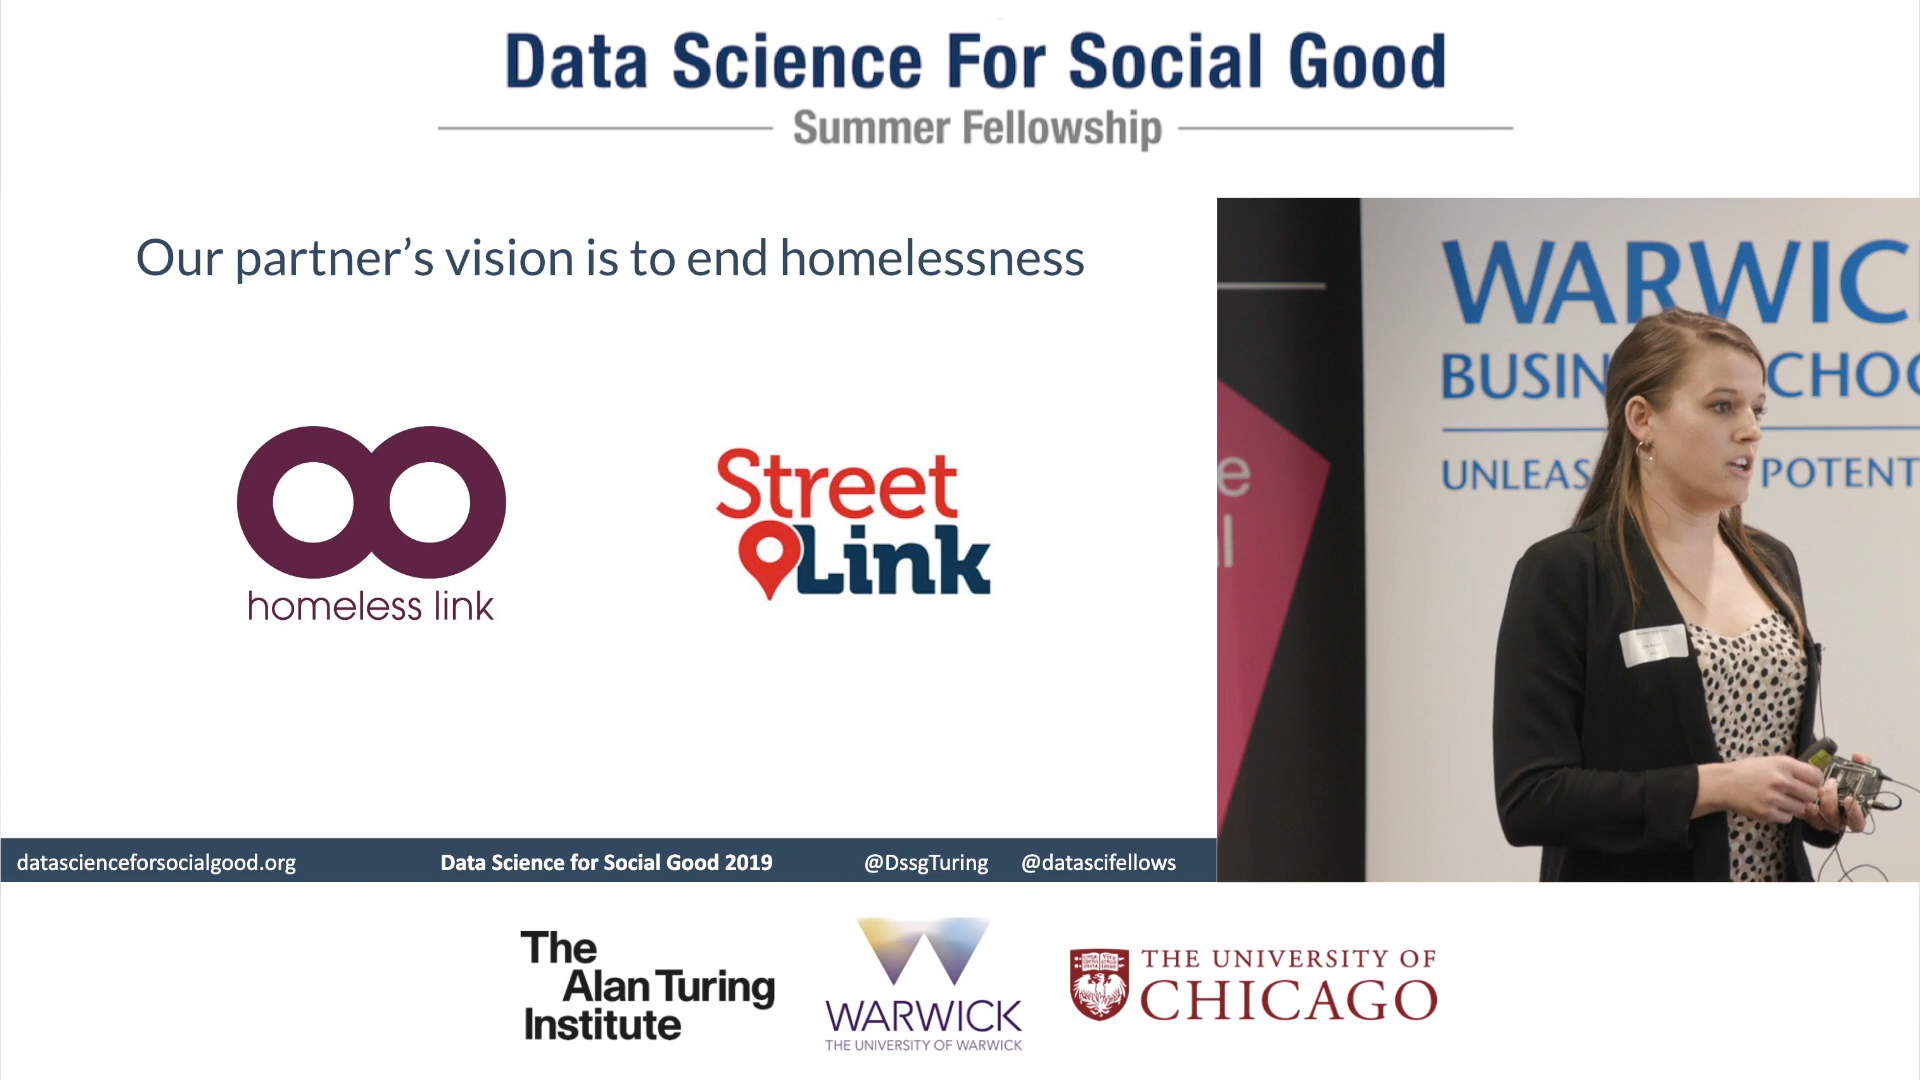 Data Science For Social Good
Summer Fellowship
Our partner’s vision is to end homelessness
homeless link
Street
Link
WARWIC
BUSIN CHOO
UNLEAS POTENT
e
l
datascienceforsocialgood.org Data Science for Social Good 2019 @DssgTuring @datascifellows
The
Alan Turing
Institute
WARWICK
THE UNIVERSITY OF WARWICK
THE UNIVERSITY OF
CHICAGO